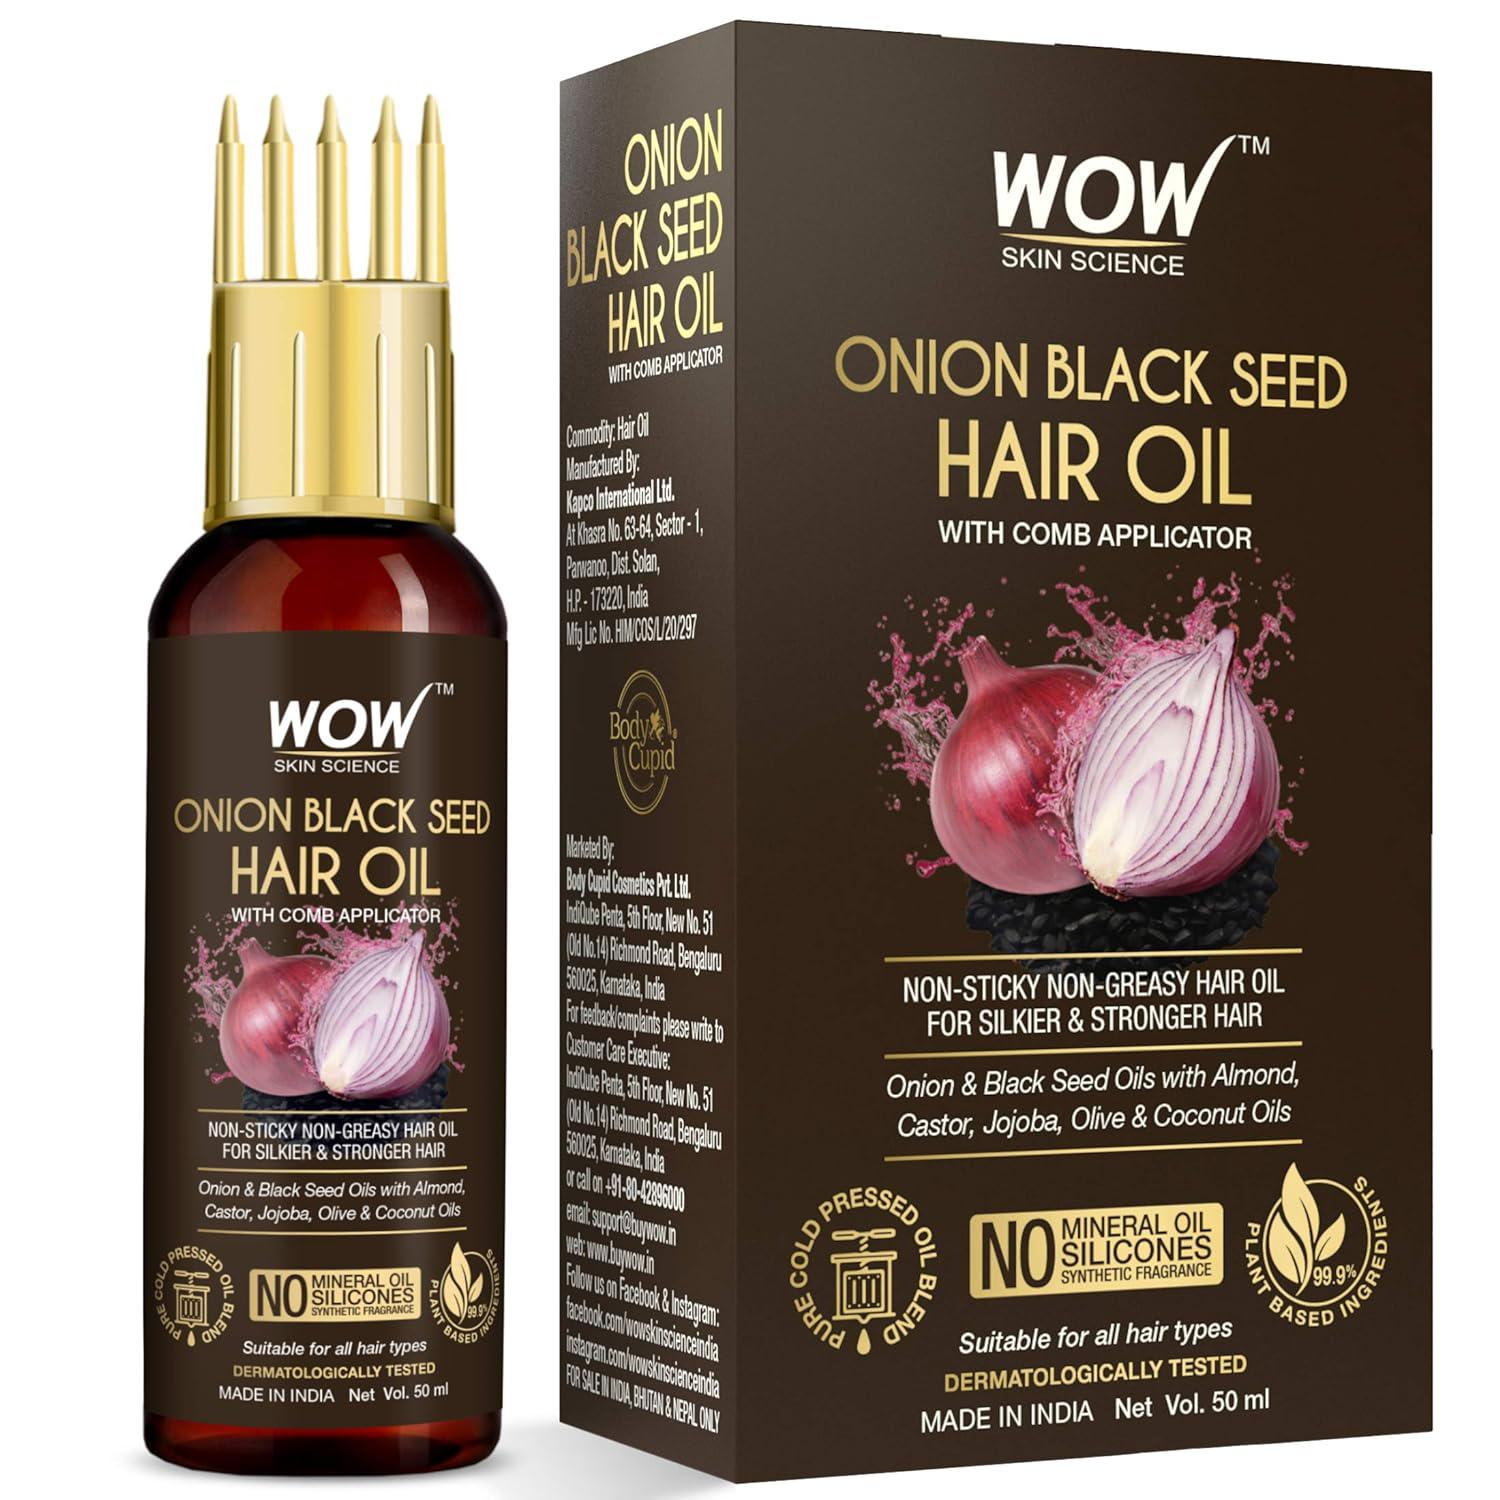 WOW™
SKIN SCIENCE
ONION BLACK SEED
HAIR OIL
WITH COMB APPLICATOR
NON-STICKY NON-GREASY HAIR OIL
FOR SILKIER & STRONGER HAIR
Onion & Black Seed Oils with Almond,
Castor, Jojoba, Olive & Coconut Oils
PURE COLD PRESSED OIL BLEND
NO MINERAL OIL
SILICONES
SYNTHETIC FRAGRANCE
99.9%
PLANT BASED INGREDIENTS
Suitable for all hair types
DERMATOLOGICALLY TESTED
MADE IN INDIA Net Vol. 50 ml
ONION
BLACK SEED
HAIR OIL
WITH COMB APPLICATOR
Commodity: Hair Oil
Manufactured By:
Kapco International Ltd.
At Khasra No. 63-64, Sector - 1,
Parwanoo, Dist. Solan,
H.P. - 173220, India
Mfg Lic No. HIM/COS/L/20/297
Body
Cupid®
Marketed By:
Body Cupid Cosmetics Pvt. Ltd.
IndiQube Penta, 5th Floor, New No. 51
(Old No.14) Richmond Road, Bengaluru
560025, Karnataka, India
For feedback/complaints please write to
Customer Care Executive:
IndiQube Penta, 5th Floor, New No. 51
(Old No.14) Richmond Road, Bengaluru
560025, Karnataka, India
or call on +91-80-42896000
email: support@buywow.in
web: www.buywow.in
Follow us on Facebook & Instagram:
facebook.com/wowskinscienceindia
instagram.com/wowskinscienceindia
FOR SALE IN INDIA, BHUTAN & NEPAL ONLY
WOW™
SKIN SCIENCE
ONION BLACK SEED
HAIR OIL
WITH COMB APPLICATOR
NON-STICKY NON-GREASY HAIR OIL
FOR SILKIER & STRONGER HAIR
Onion & Black Seed Oils with Almond,
Castor, Jojoba, Olive & Coconut Oils
PURE COLD PRESSED OIL BLEND
NO MINERAL OIL
SILICONES
SYNTHETIC FRAGRANCE
99.9%
PLANT BASED INGREDIENTS
Suitable for all hair types
DERMATOLOGICALLY TESTED
MADE IN INDIA Net Vol. 50 ml